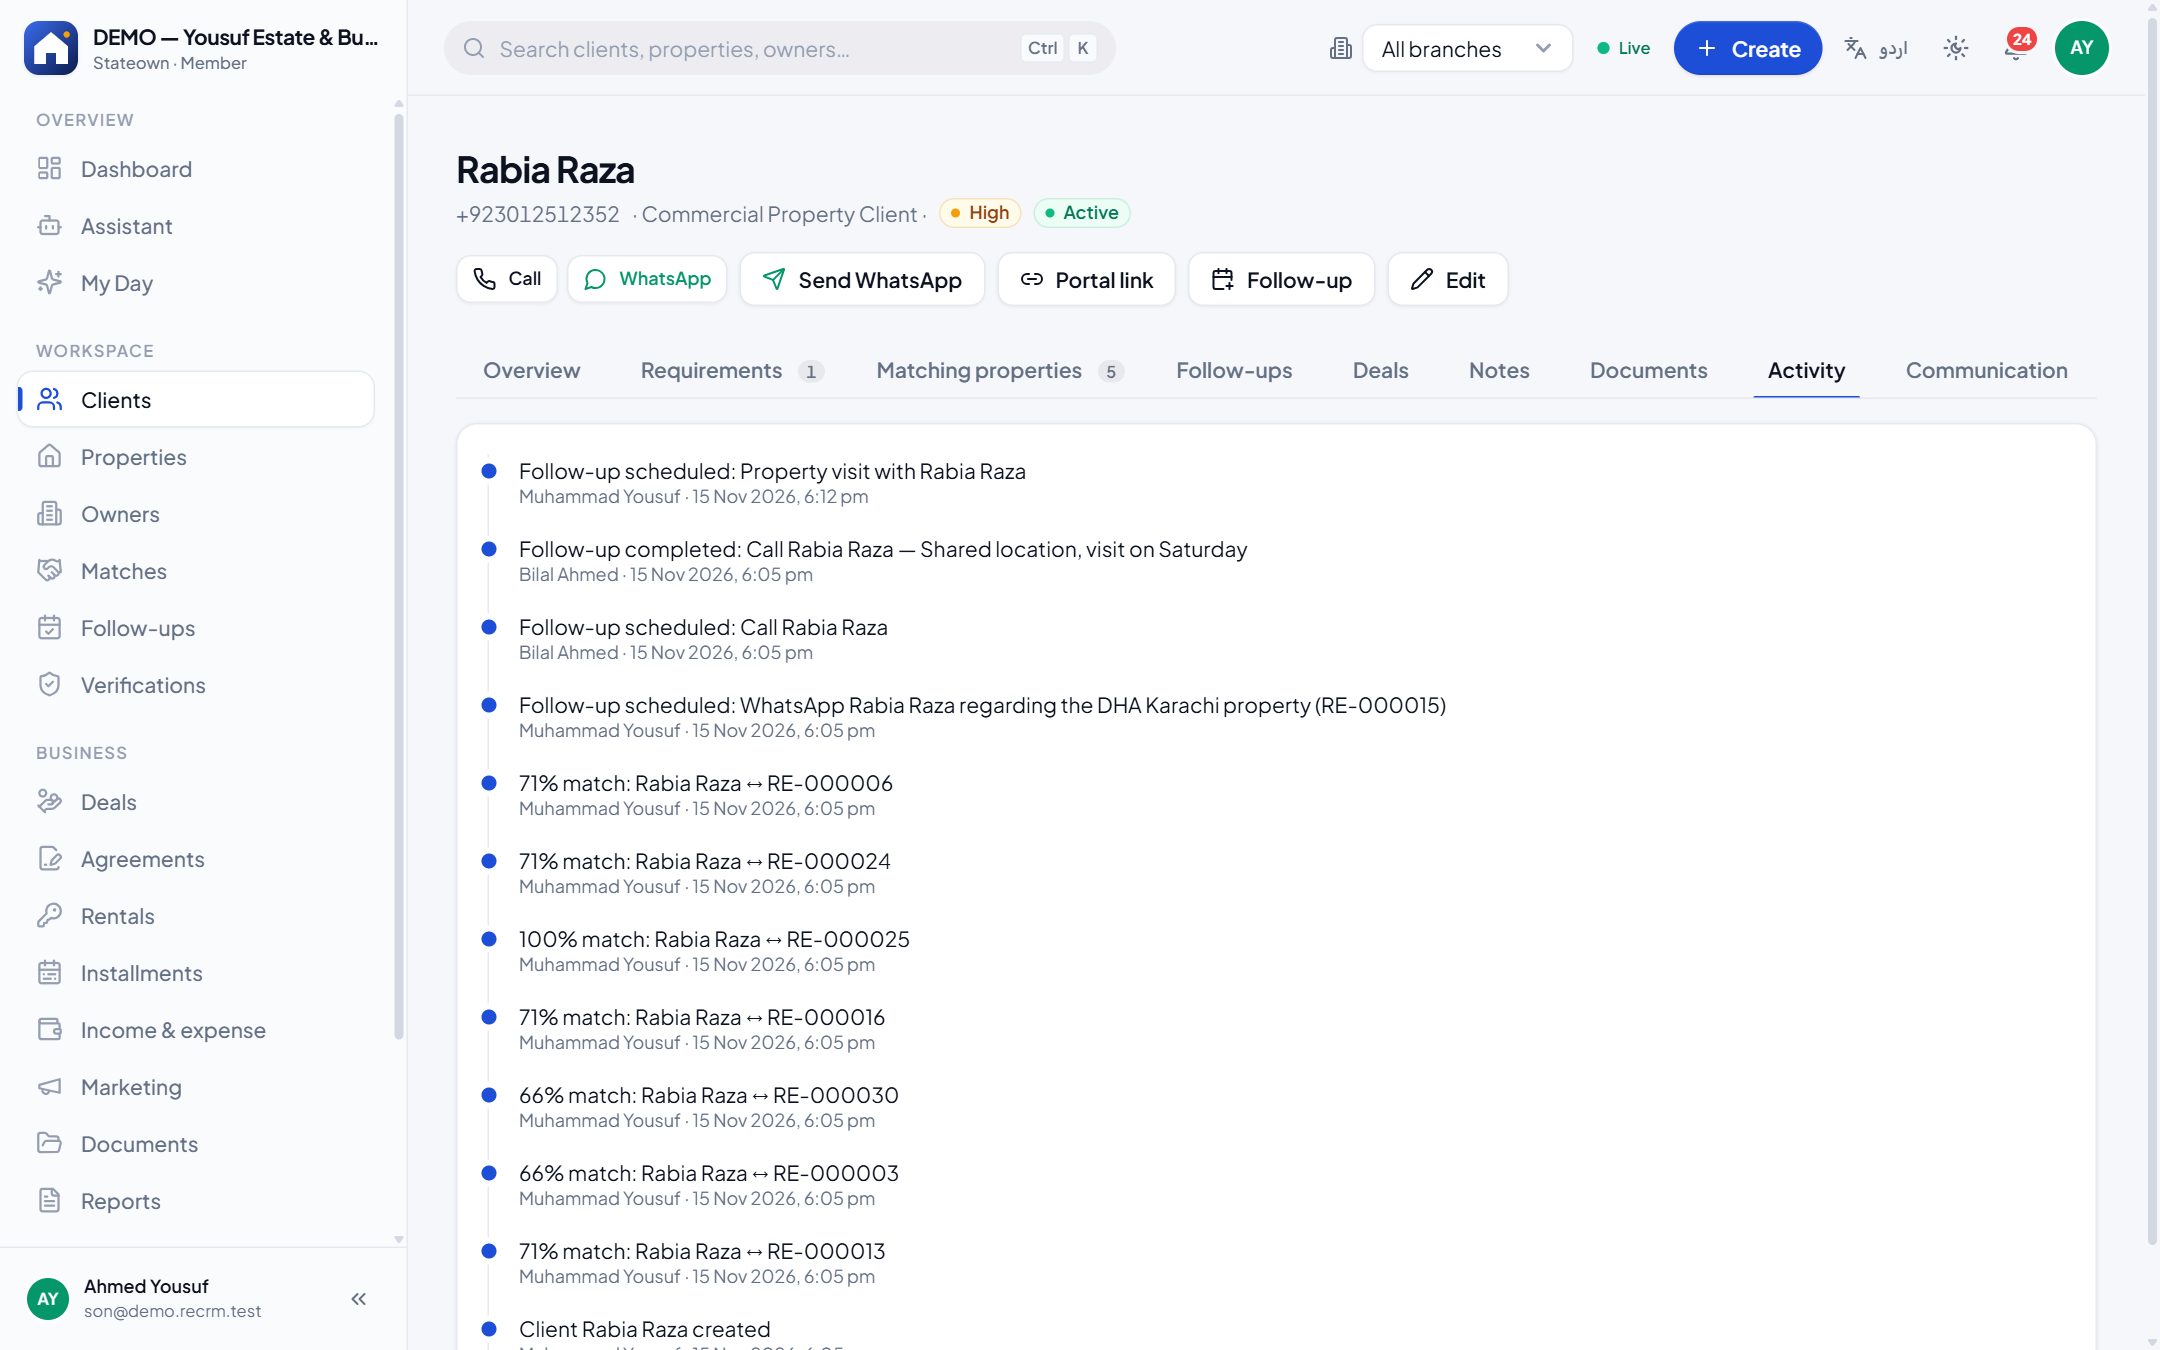 DEMO — Yousuf Estate & Bu...
Stateown · Member
Search clients, properties, owners...
Ctrl K
All branches
Live
Create
اردو
24
AY
OVERVIEW
Dashboard
Assistant
My Day
WORKSPACE
Clients
Properties
Owners
Matches
Follow-ups
Verifications
BUSINESS
Deals
Agreements
Rentals
Installments
Income & expense
Marketing
Documents
Reports
AY
Ahmed Yousuf
son@demo.recrm.test
Rabia Raza
+923012512352 · Commercial Property Client · High Active
Call
WhatsApp
Send WhatsApp
Portal link
Follow-up
Edit
Overview
Requirements 1
Matching properties 5
Follow-ups
Deals
Notes
Documents
Activity
Communication
Follow-up scheduled: Property visit with Rabia Raza
Muhammad Yousuf · 15 Nov 2026, 6:12 pm
Follow-up completed: Call Rabia Raza — Shared location, visit on Saturday
Bilal Ahmed · 15 Nov 2026, 6:05 pm
Follow-up scheduled: Call Rabia Raza
Bilal Ahmed · 15 Nov 2026, 6:05 pm
Follow-up scheduled: WhatsApp Rabia Raza regarding the DHA Karachi property (RE-000015)
Muhammad Yousuf · 15 Nov 2026, 6:05 pm
71% match: Rabia Raza ↔ RE-000006
Muhammad Yousuf · 15 Nov 2026, 6:05 pm
71% match: Rabia Raza ↔ RE-000024
Muhammad Yousuf · 15 Nov 2026, 6:05 pm
100% match: Rabia Raza ↔ RE-000025
Muhammad Yousuf · 15 Nov 2026, 6:05 pm
71% match: Rabia Raza ↔ RE-000016
Muhammad Yousuf · 15 Nov 2026, 6:05 pm
66% match: Rabia Raza ↔ RE-000030
Muhammad Yousuf · 15 Nov 2026, 6:05 pm
66% match: Rabia Raza ↔ RE-000003
Muhammad Yousuf · 15 Nov 2026, 6:05 pm
71% match: Rabia Raza ↔ RE-000013
Muhammad Yousuf · 15 Nov 2026, 6:05 pm
Client Rabia Raza created